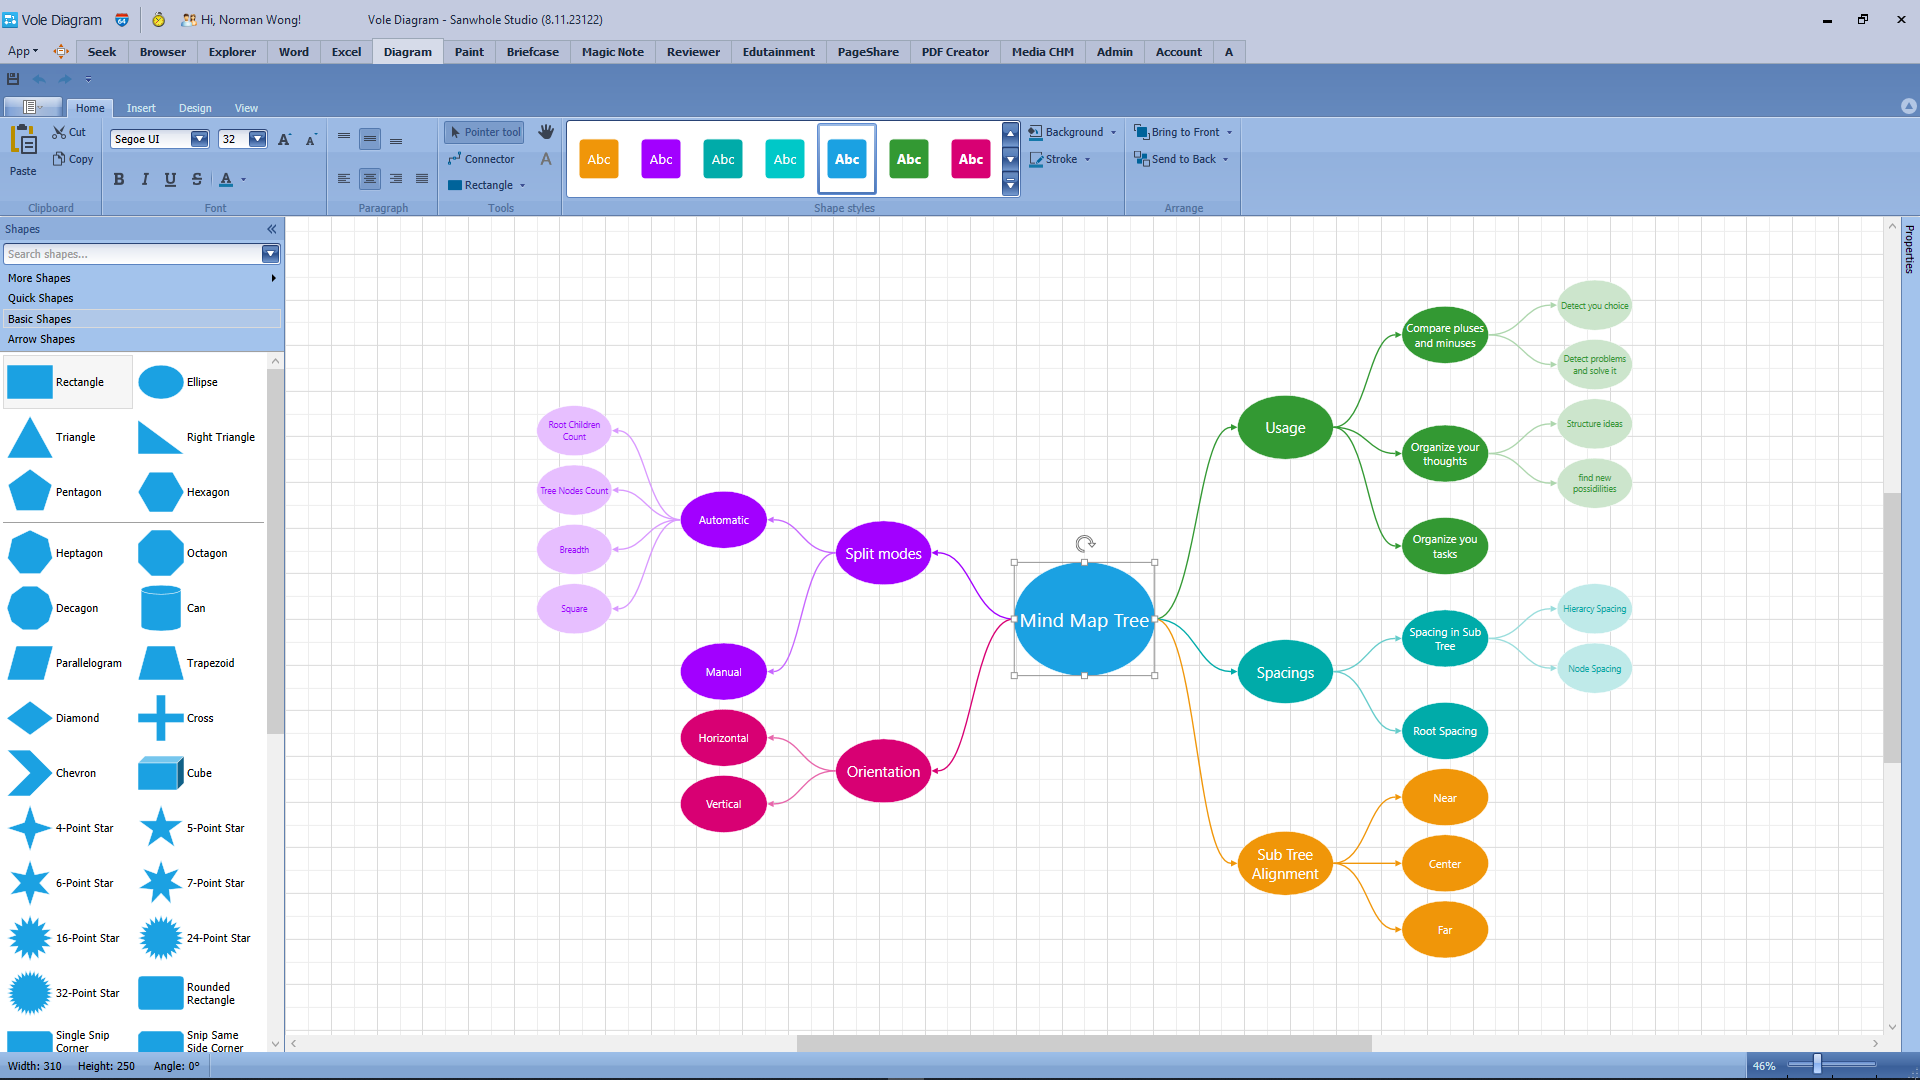 Vole Diagram
64
Hi, Norman Wong!
Vole Diagram - Sanwhole Studio (8.11.23122)
App
Seek
Browser
Explorer
Word
Excel
Diagram
Paint
Briefcase
Magic Note
Reviewer
Edutainment
PageShare
PDF Creator
Media CHM
Admin
Account
A
Home
Insert
Design
View
Paste
Cut
Copy
Clipboard
Segoe UI
32
A
A
B
I
U
S
A
Font
Paragraph
Pointer tool
Connector
A
Rectangle
Tools
Abc
Abc
Abc
Abc
Abc
Abc
Abc
Shape styles
Background
Stroke
Bring to Front
Send to Back
Arrange
Shapes
Search shapes...
More Shapes
Quick Shapes
Basic Shapes
Arrow Shapes
Rectangle
Ellipse
Triangle
Right Triangle
Pentagon
Hexagon
Heptagon
Octagon
Decagon
Can
Parallelogram
Trapezoid
Diamond
Cross
Chevron
Cube
4-Point Star
5-Point Star
6-Point Star
7-Point Star
16-Point Star
24-Point Star
32-Point Star
Rounded
Rectangle
Single Snip
Corner
Snip Same
Side Corner
Root Children
Count
Tree Nodes Count
Breadth
Square
Automatic
Manual
Horizontal
Vertical
Split modes
Orientation
Mind Map Tree
Usage
Spacings
Sub Tree
Alignment
Compare pluses
and minuses
Organize your
thoughts
Organize you
tasks
Spacing in Sub
Tree
Root Spacing
Near
Center
Far
Detect you choice
Detect problems
and solve it
Structure ideas
find new
possidilities
Hierarcy Spacing
Node Spacing
Properties
Width: 310
Height: 250
Angle: 0°
46%